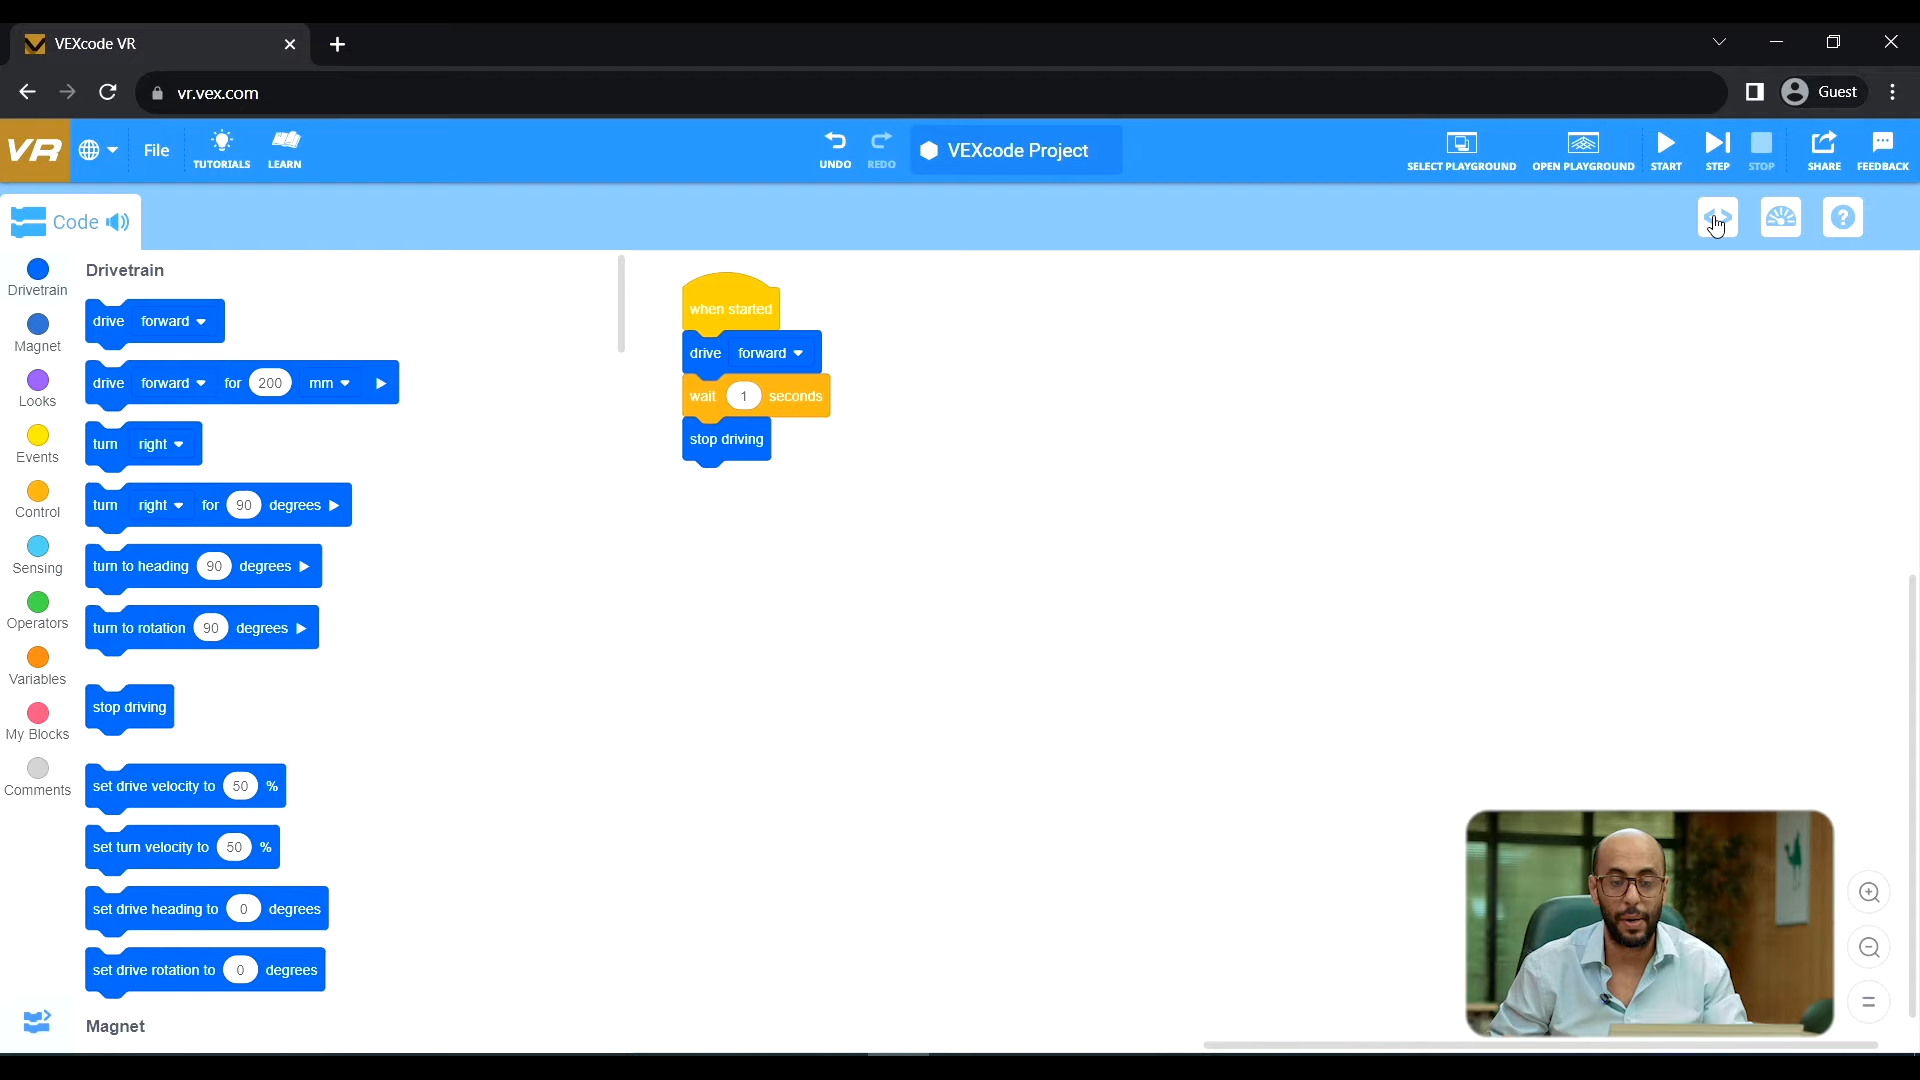 VEXcode VR
vr.vex.com
Guest
VR
File
TUTORIALS
LEARN
UNDO
REDO
VEXcode Project
SELECT PLAYGROUND
OPEN PLAYGROUND
START
STEP
STOP
SHARE
FEEDBACK
Code
Drivetrain
Magnet
Looks
Events
Control
Sensing
Operators
Variables
My Blocks
Comments
Drivetrain
drive forward
drive forward for 200 mm
turn right
turn right for 90 degrees
turn to heading 90 degrees
turn to rotation 90 degrees
stop driving
set drive velocity to 50 %
set turn velocity to 50 %
set drive heading to 0 degrees
set drive rotation to 0 degrees
Magnet
when started
drive forward
wait 1 seconds
stop driving